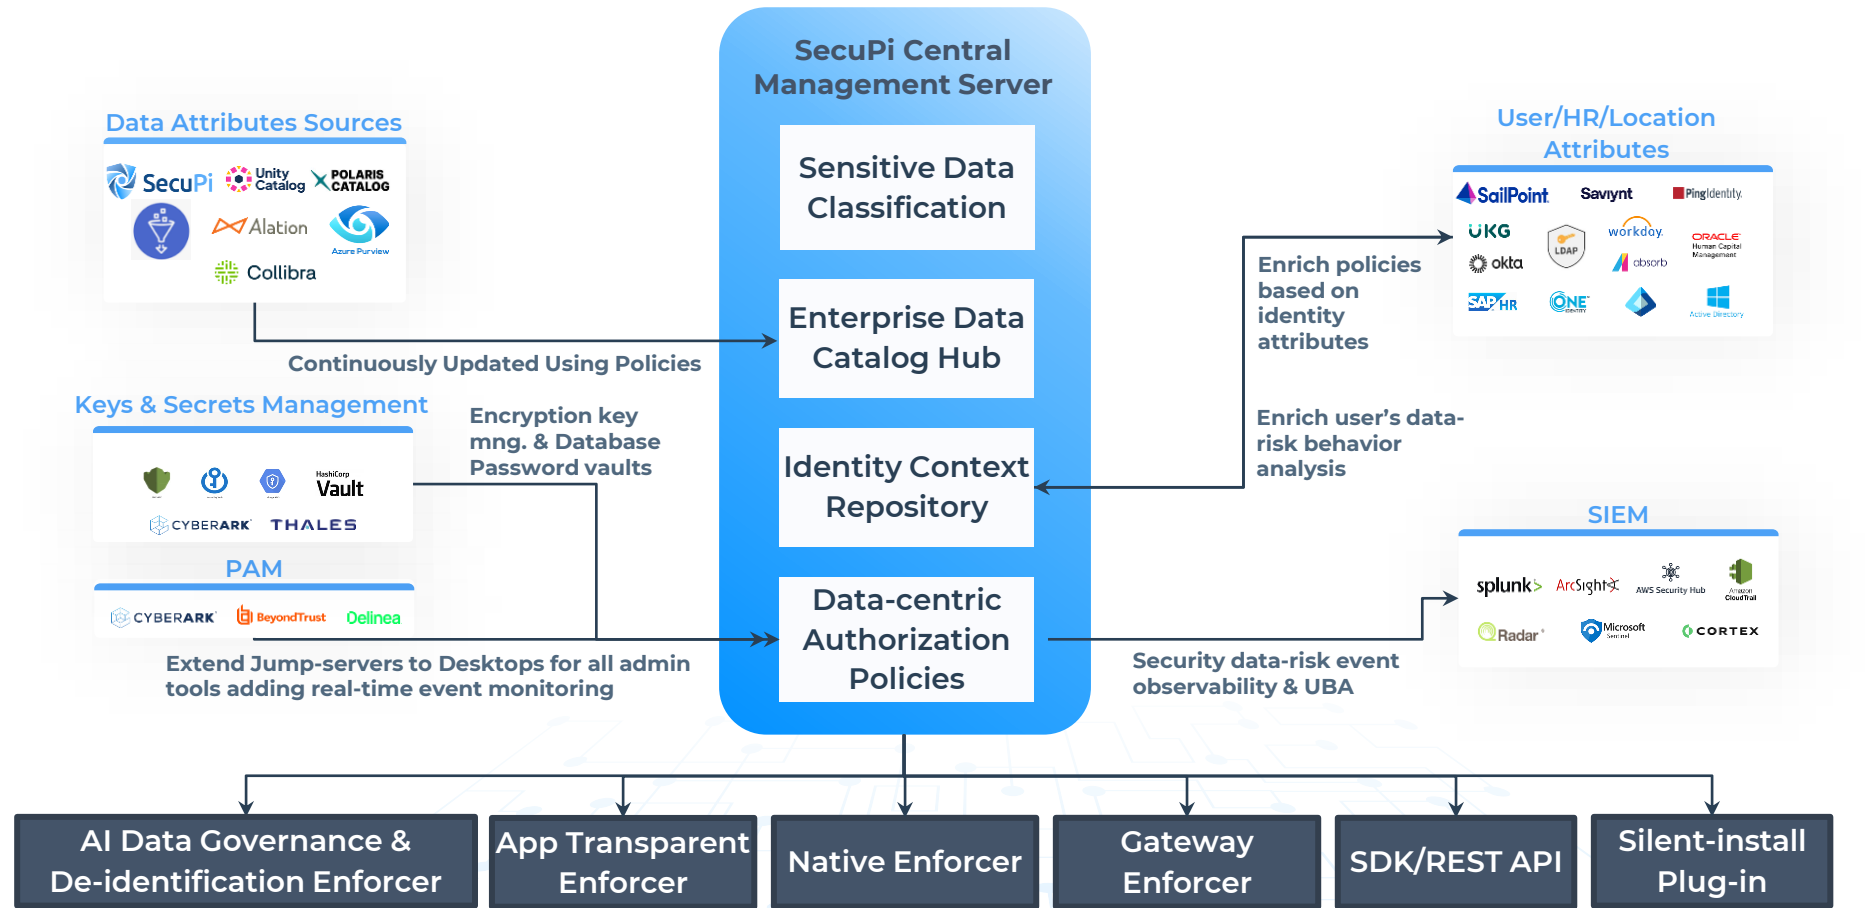 SecuPi Central
Management Server
Sensitive Data
Classification
Enterprise Data
Catalog Hub
Identity Context
Repository
Data-centric
Authorization
Policies
Data Attributes Sources
SecuPi
Unity
Catalog
POLARIS
CATALOG
Alation
Azure Purview
Collibra
Continuously Updated Using Policies
Keys & Secrets Management
HashiCorp
Vault
CYBERARK
THALES
Encryption key
mng. & Database
Password vaults
PAM
CYBERARK
BeyondTrust
Delinea
Extend Jump-servers to Desktops for all admin
tools adding real-time event monitoring
User/HR/Location
Attributes
SailPoint
Saviynt
PingIdentity
UKG
LDAP
workday
ORACLE
Human Capital
Management
okta
absorb
SAP HR
ONE
IDENTITY
Active Directory
Enrich policies
based on
identity
attributes
Enrich user's data-
risk behavior
analysis
SIEM
splunk>
ArcSight
AWS Security Hub
Amazon
CloudTrail
QRadar
Microsoft
Sentinel
CORTEX
Security data-risk event
observability & UBA
AI Data Governance &
De-identification Enforcer
App Transparent
Enforcer
Native Enforcer
Gateway
Enforcer
SDK/REST API
Silent-install
Plug-in